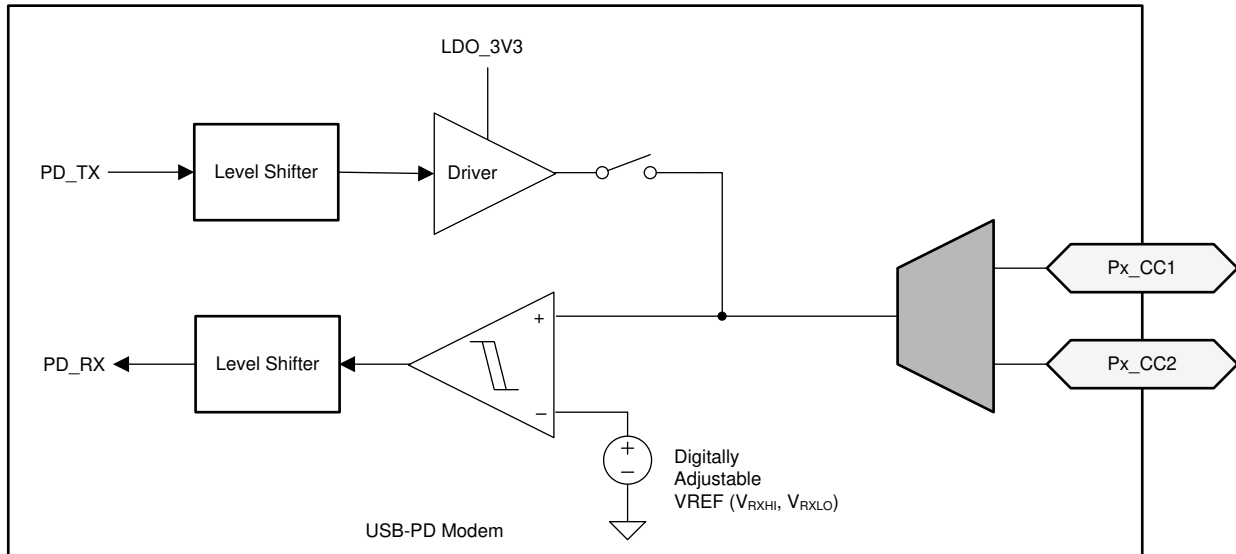 LDO_3V3
PD_TX
Level Shifter
Driver
Px_CC1
+
PD_RX
Level Shifter
Px_CC2
−
+
−
Digitally
Adjustable
VREF (VRXHI, VRXLO)
USB-PD Modem